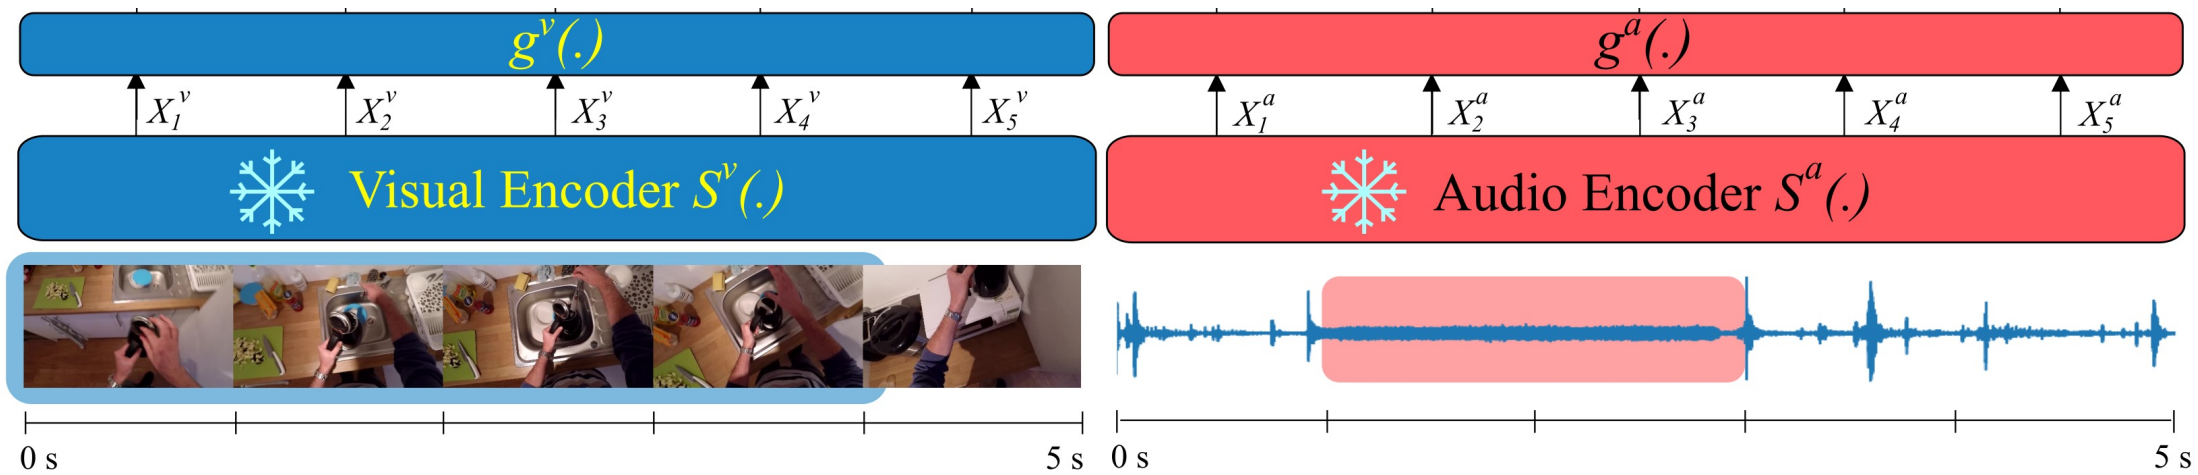 gᵛ(.)
gᵃ(.)
X₁ᵛ X₂ᵛ X₃ᵛ X₄ᵛ X₅ᵛ
X₁ᵃ X₂ᵃ X₃ᵃ X₄ᵃ X₅ᵃ
Visual Encoder Sᵛ(.)
Audio Encoder Sᵃ(.)
0 s 5 s
0 s 5 s